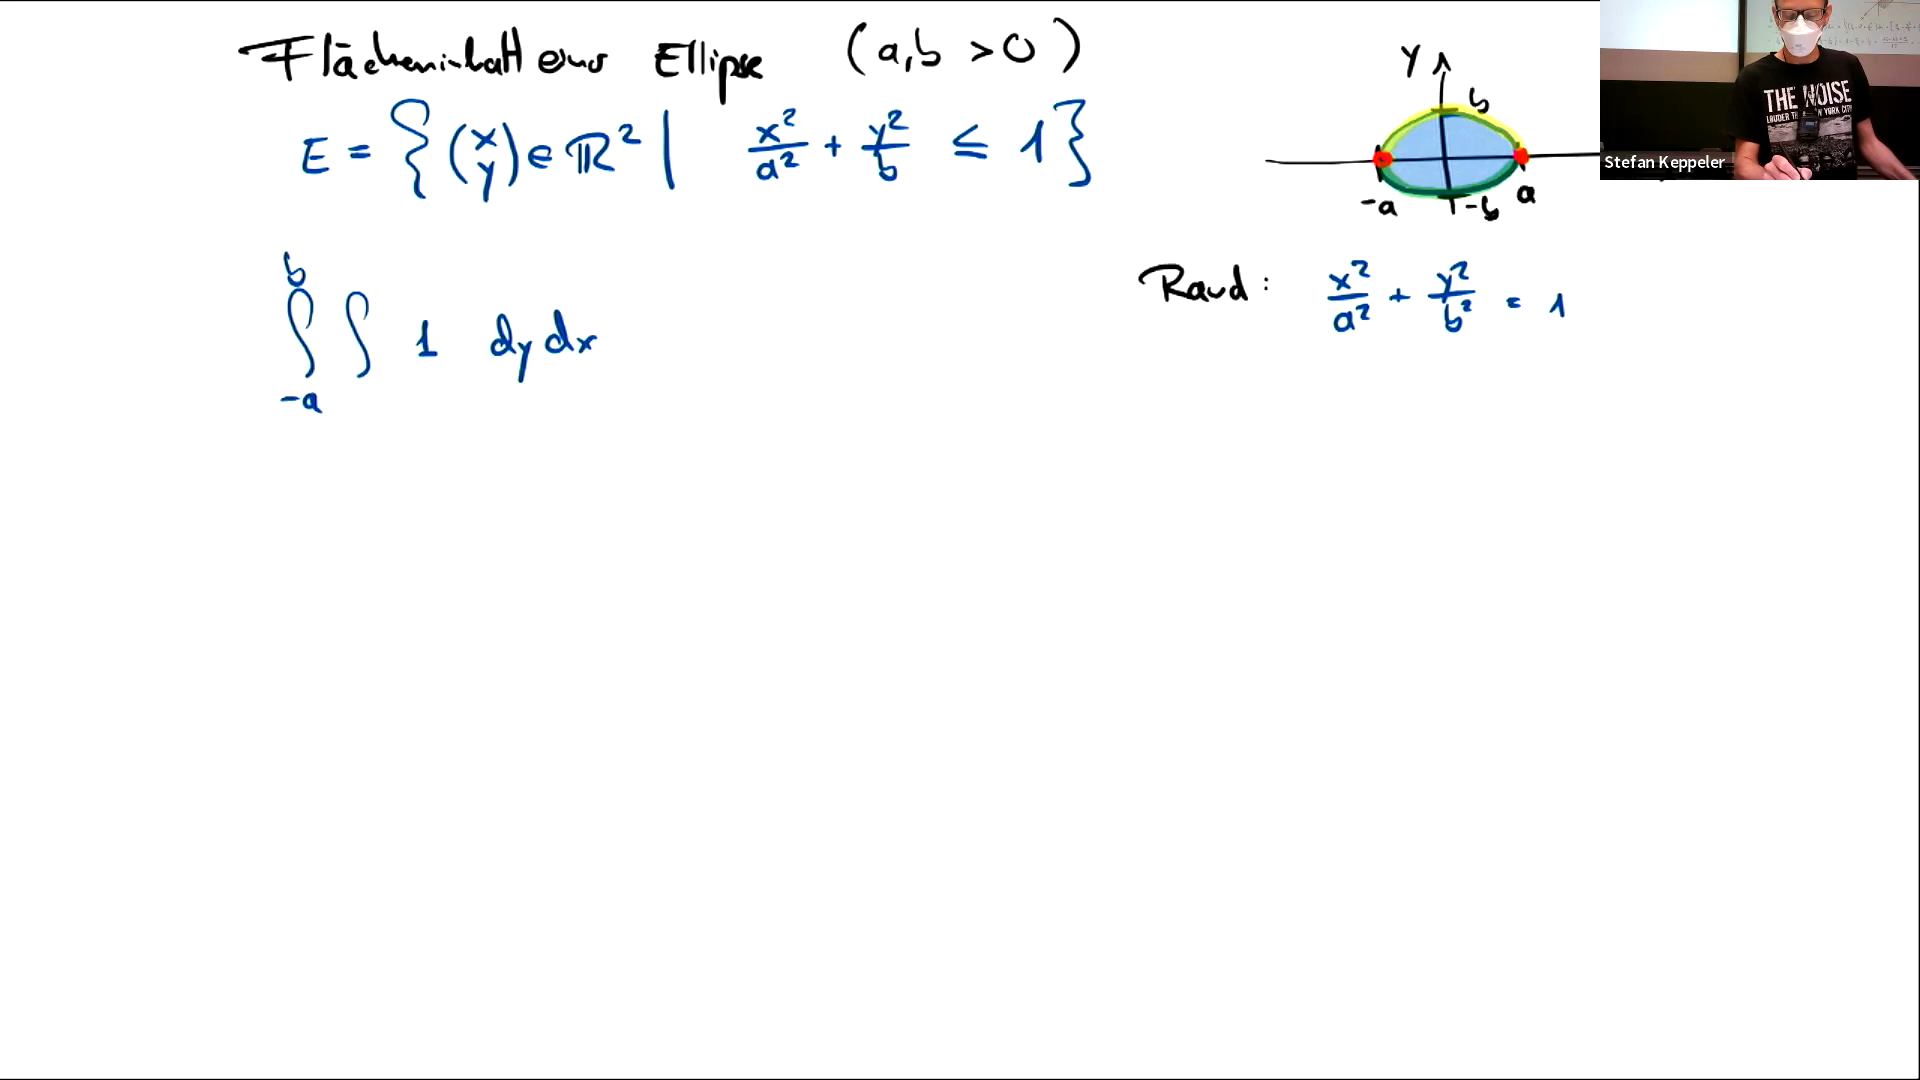 Flächeninhalt einer Ellipse (a,b > 0)
E = { (x y) ∈ ℝ² | x²/a² + y²/b ≤ 1 }
y
b
-a
-b
a
∫_{-a}^{b} ∫ 1 dy dx
Rand: x²/a² + y²/b² = 1
THE NOISE
Stefan Keppeler